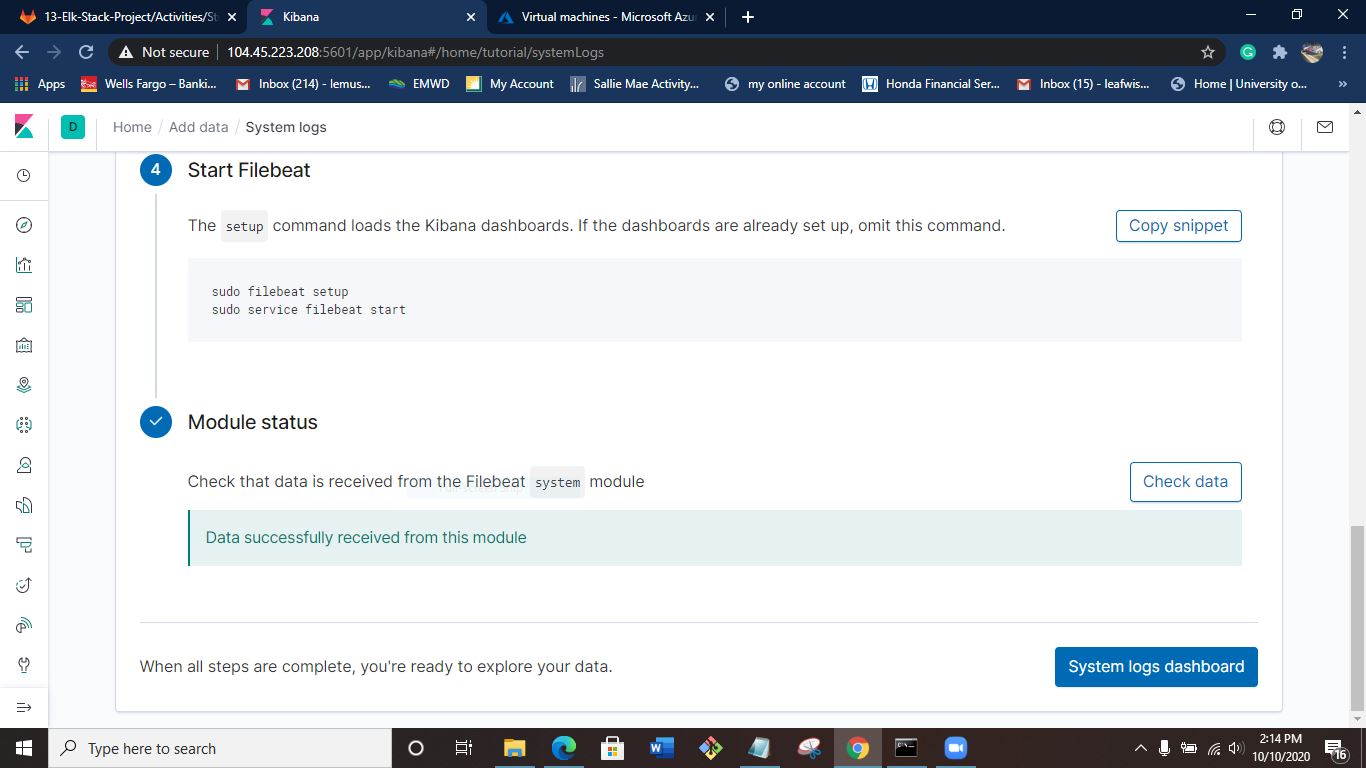 13-Elk-Stack-Project/Activities/St
Kibana
Virtual machines - Microsoft Azur
Not secure
104.45.223.208:5601/app/kibana#/home/tutorial/systemLogs
Apps
Wells Fargo – Banki...
Inbox (214) - lemus...
EMWD
My Account
Sallie Mae Activity...
my online account
Honda Financial Ser...
Inbox (15) - leafwis...
Home | University o...
»
D
Home / Add data / System logs
4
Start Filebeat
The setup command loads the Kibana dashboards. If the dashboards are already set up, omit this command.
Copy snippet
sudo filebeat setup
sudo service filebeat start
Module status
Check that data is received from the Filebeat system module
Check data
Data successfully received from this module
When all steps are complete, you're ready to explore your data.
System logs dashboard
Type here to search
2:14 PM
10/10/2020
16